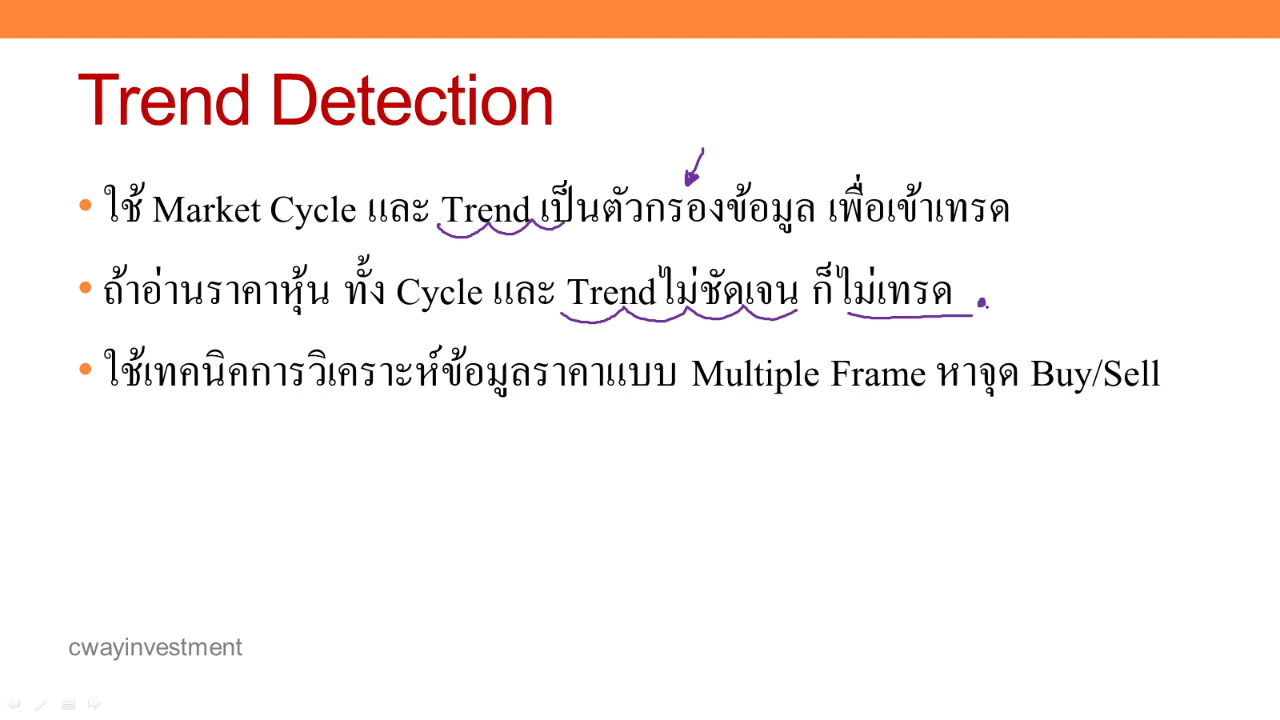 Trend Detection
• ใช้ Market Cycle และ Trend เป็นตัวกรองข้อมูล เพื่อเข้าเทรด
• ถ้าอ่านราคาหุ้น ทั้ง Cycle และ Trendไม่ชัดเจน ก็ไม่เทรด
• ใช้เทคนิคการวิเคราะห์ข้อมูลราคาแบบ Multiple Frame หาจุด Buy/Sell
cwayinvestment